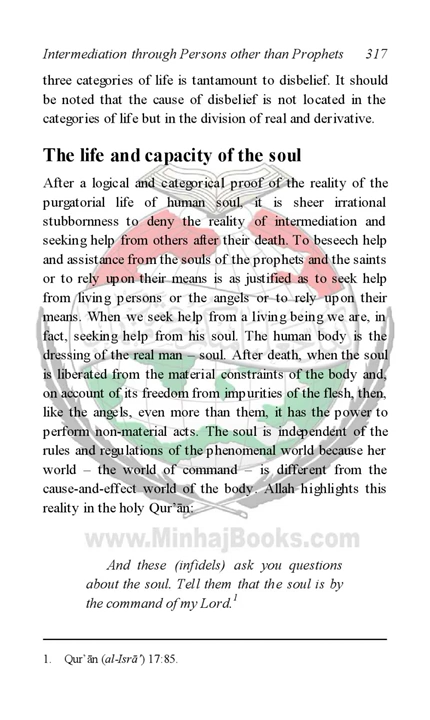 Intermediation through Persons other than Prophets 317
three categories of life is tantamount to disbelief. It should
be noted that the cause of disbelief is not located in the
categories of life but in the division of real and derivative.
The life and capacity of the soul
After a logical and categorical proof of the reality of the
purgatorial life of human soul, it is sheer irrational
stubbornness to deny the reality of intermediation and
seeking help from others after their death. To beseech help
and assistance from the souls of the prophets and the saints
or to rely upon their means is as justified as to seek help
from living persons or the angels or to rely upon their
means. When we seek help from a living being we are, in
fact, seeking help from his soul. The human body is the
dressing of the real man – soul. After death, when the soul
is liberated from the material constraints of the body and,
on account of its freedom from impurities of the flesh, then,
like the angels, even more than them, it has the power to
perform non-material acts. The soul is independent of the
rules and regulations of the phenomenal world because her
world – the world of command – is different from the
cause-and-effect world of the body. Allah highlights this
reality in the holy Qur’ān:
www.MinhajBooks.com
And these (infidels) ask you questions
about the soul. Tell them that the soul is by
the command of my Lord.1
1. Qur’ān (al-Isrā’) 17:85.